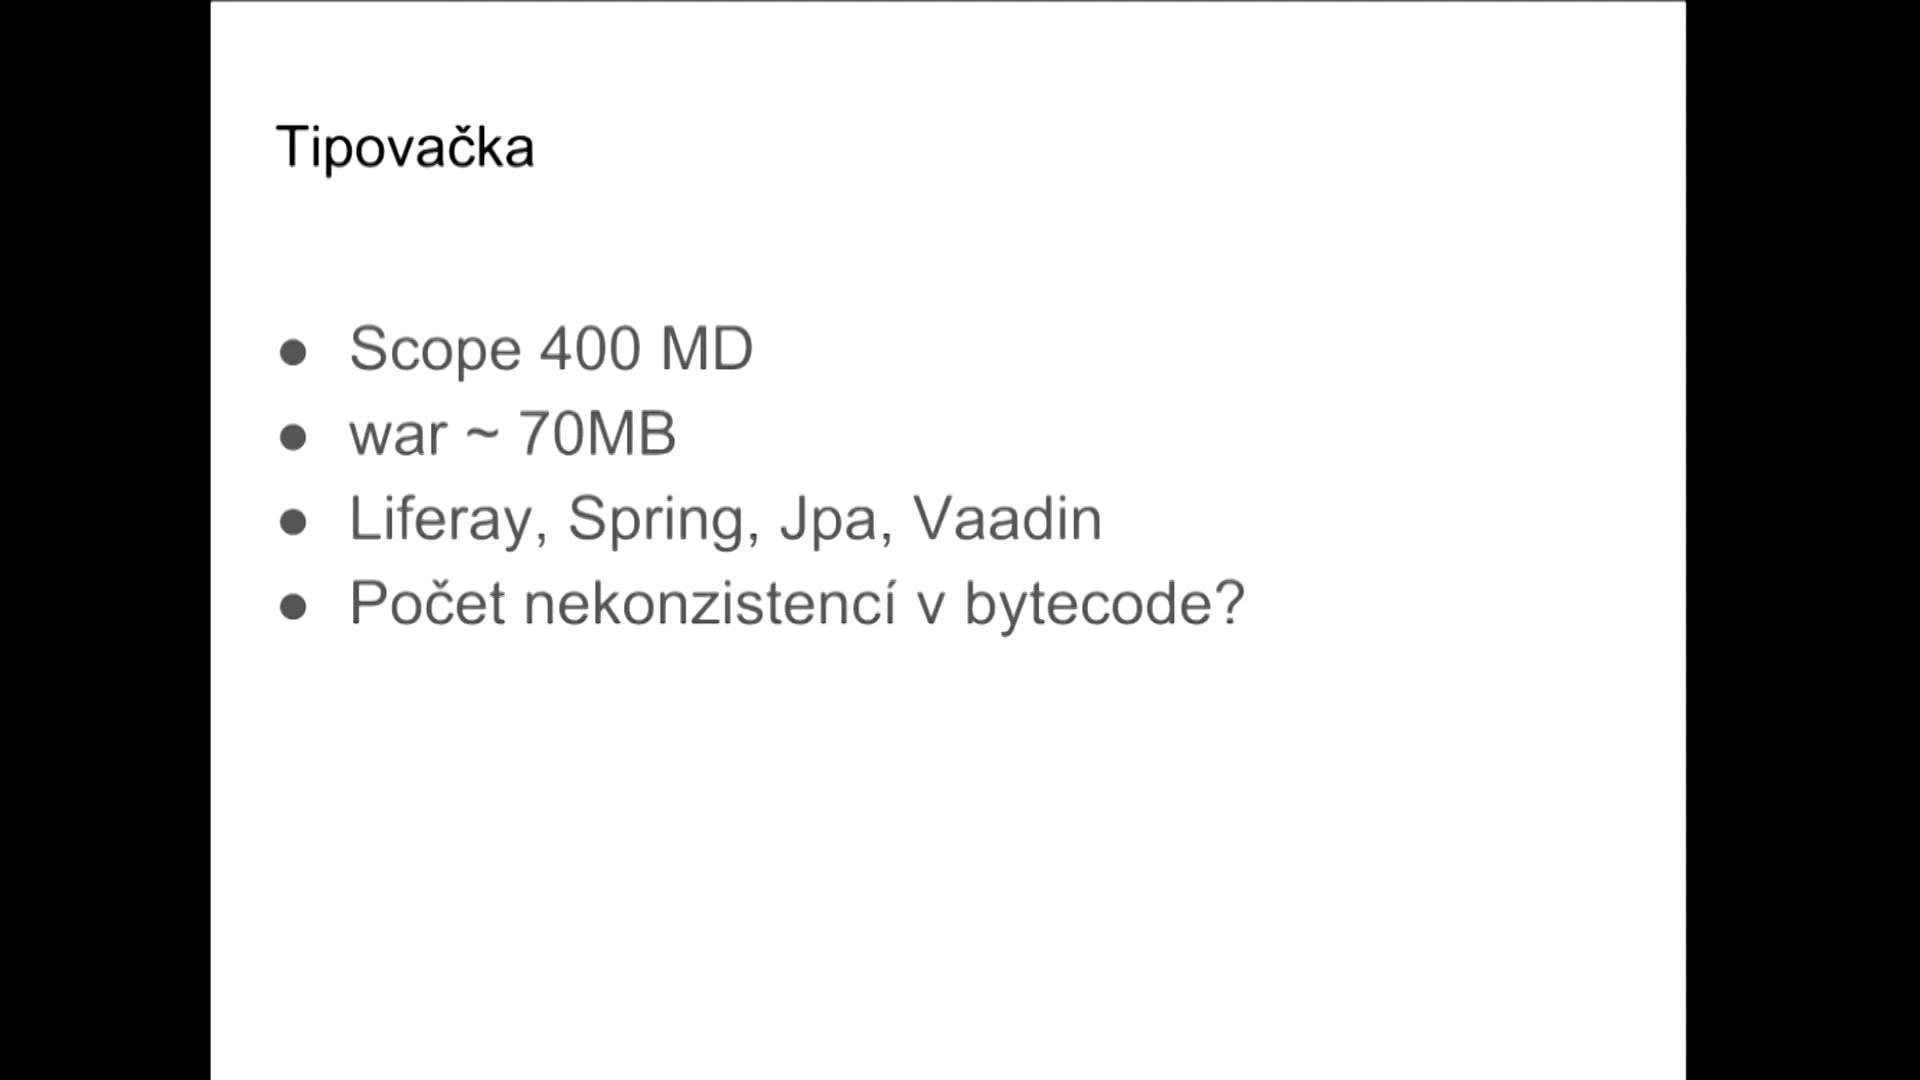 Tipovačka
● Scope 400 MD
● war ~ 70MB
● Liferay, Spring, Jpa, Vaadin
● Počet nekonzistencí v bytecode?